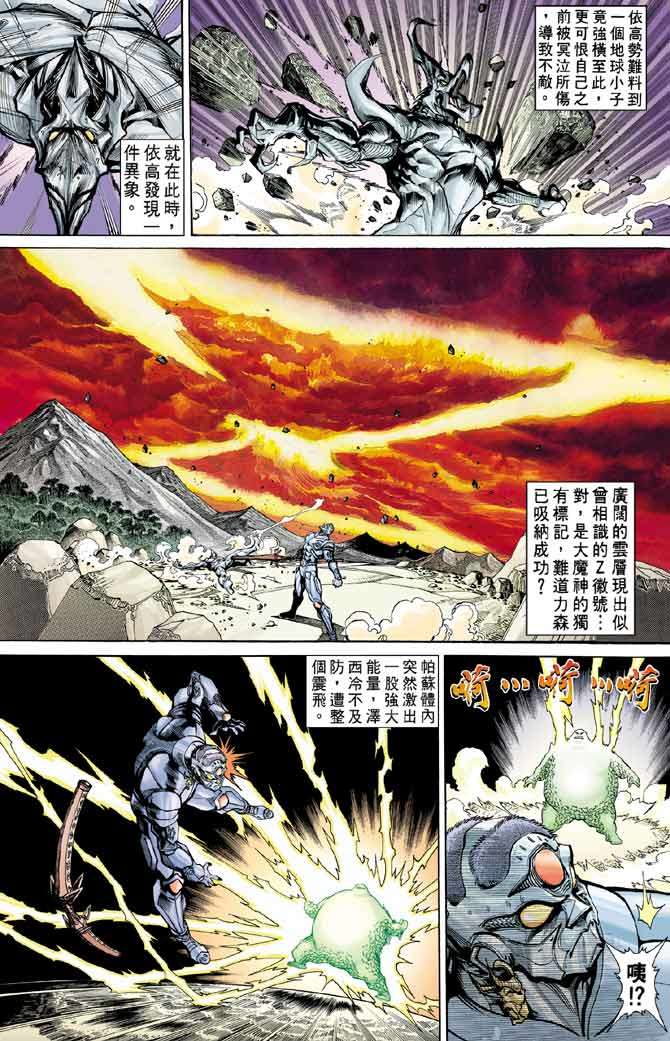 依高勢難料到
一個地球小子
竟強橫至此，
更可恨自己之
前被冥泣所傷
，導致不敵。
就在此時，
依高發現一
件異象。
廣闊的雲層現出似
曾相識的Z徽號…
對，是大魔神的獨
有標記，難道力森
已吸納成功？
帕蘇體內
突然激出
一股強大
能量，澤
西冷不及
防，遭整
個震飛。
咦!?